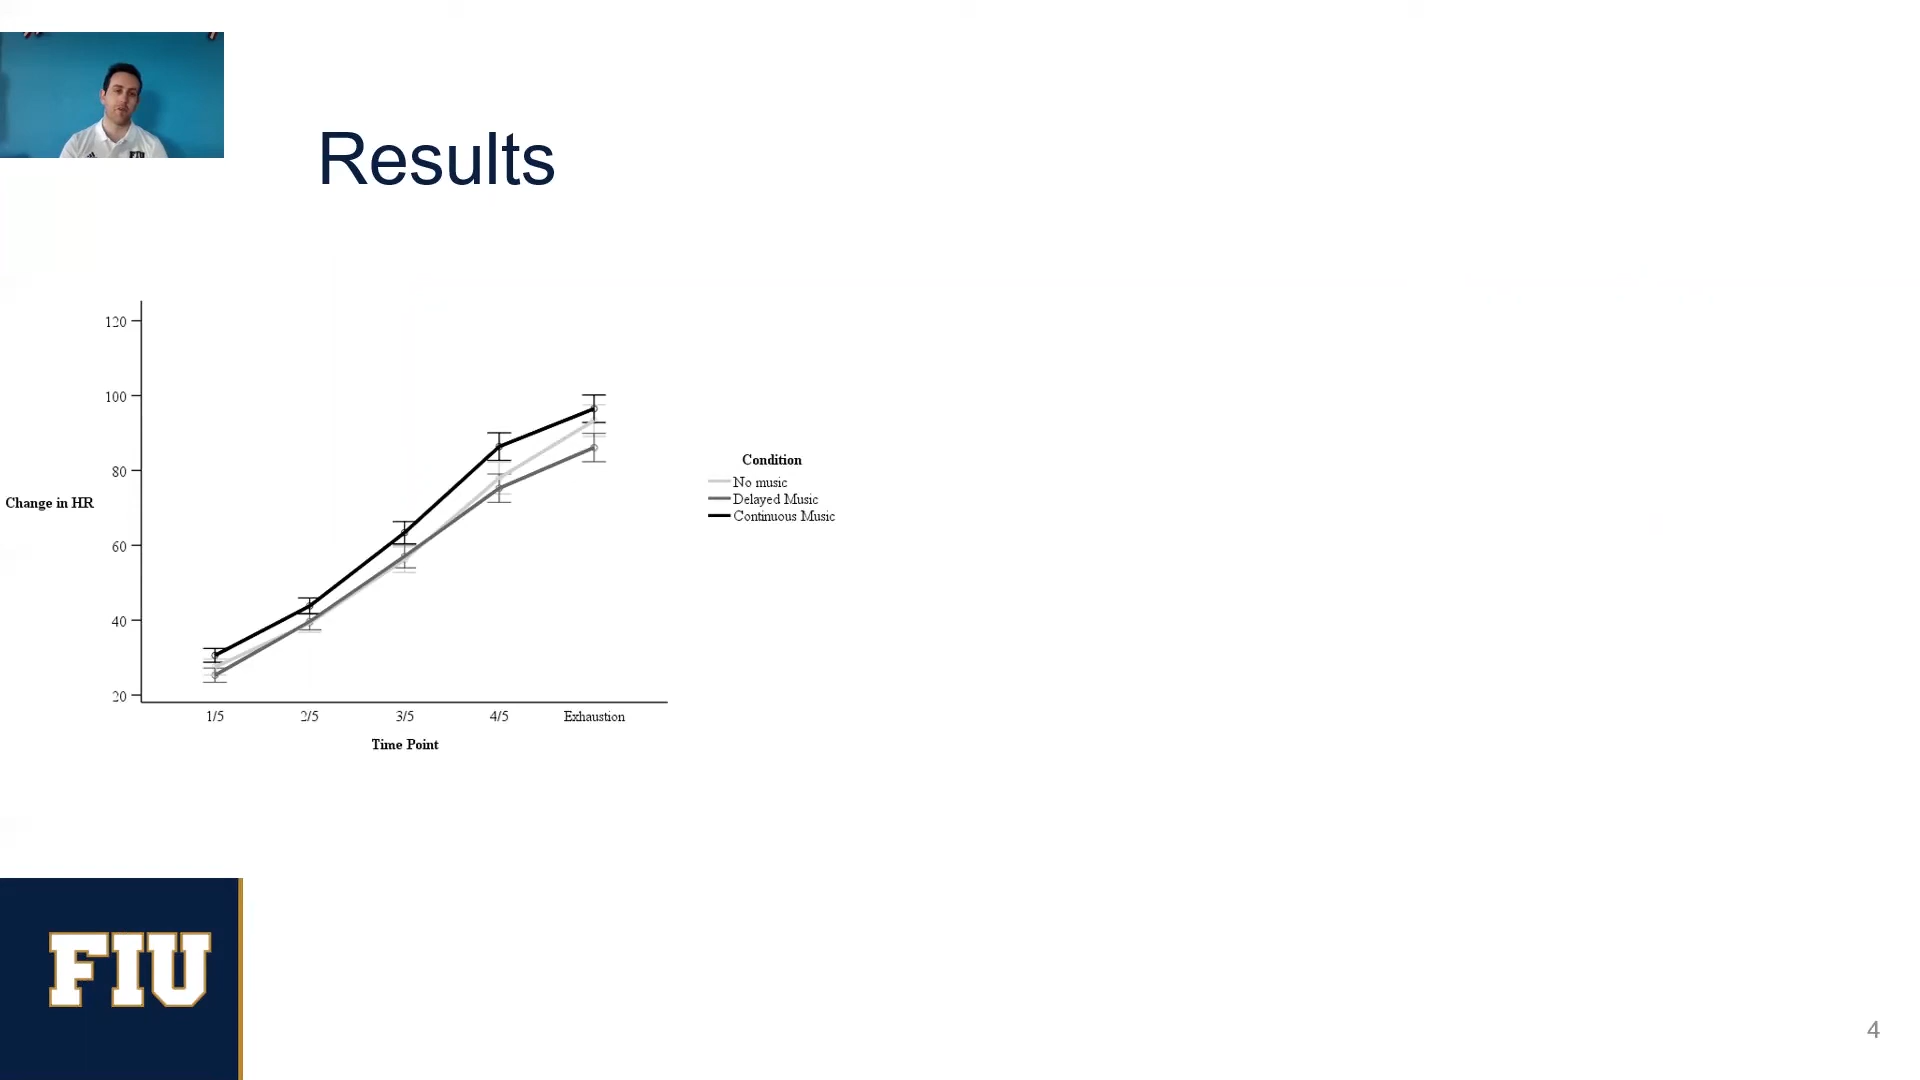 Results
120
100
80
60
40
20
Change in HR
1/5 2/5 3/5 4/5 Exhaustion
Time Point
Condition
No music
Delayed Music
Continuous Music
FIU
FIU
4